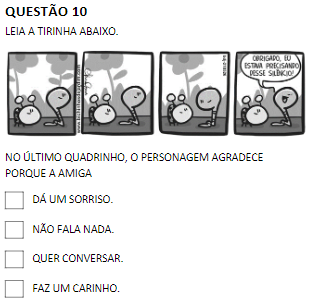 QUESTÃO 10
LEIA A TIRINHA ABAIXO.
OBRIGADO, EU
ESTAVA PRECISANDO
DESSE SILÊNCIO!
NO ÚLTIMO QUADRINHO, O PERSONAGEM AGRADECE
PORQUE A AMIGA
DÁ UM SORRISO.
NÃO FALA NADA.
QUER CONVERSAR.
FAZ UM CARINHO.